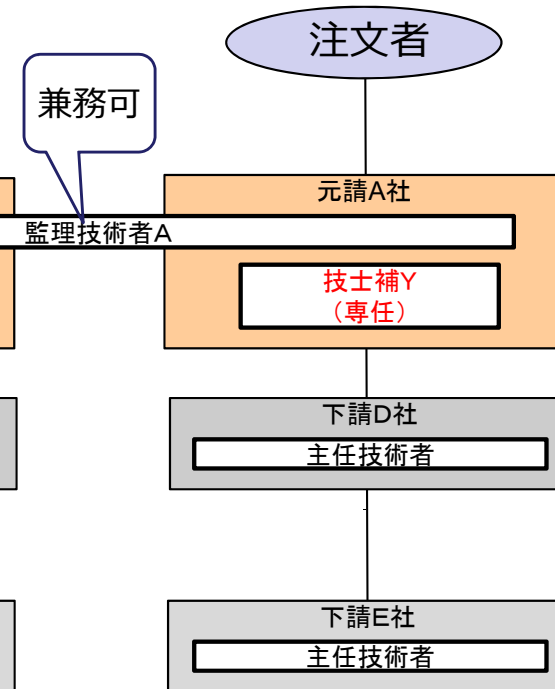 注文者
兼務可
元請A社
監理技術者A
技士補Y
（専任）
下請D社
主任技術者
下請E社
主任技術者